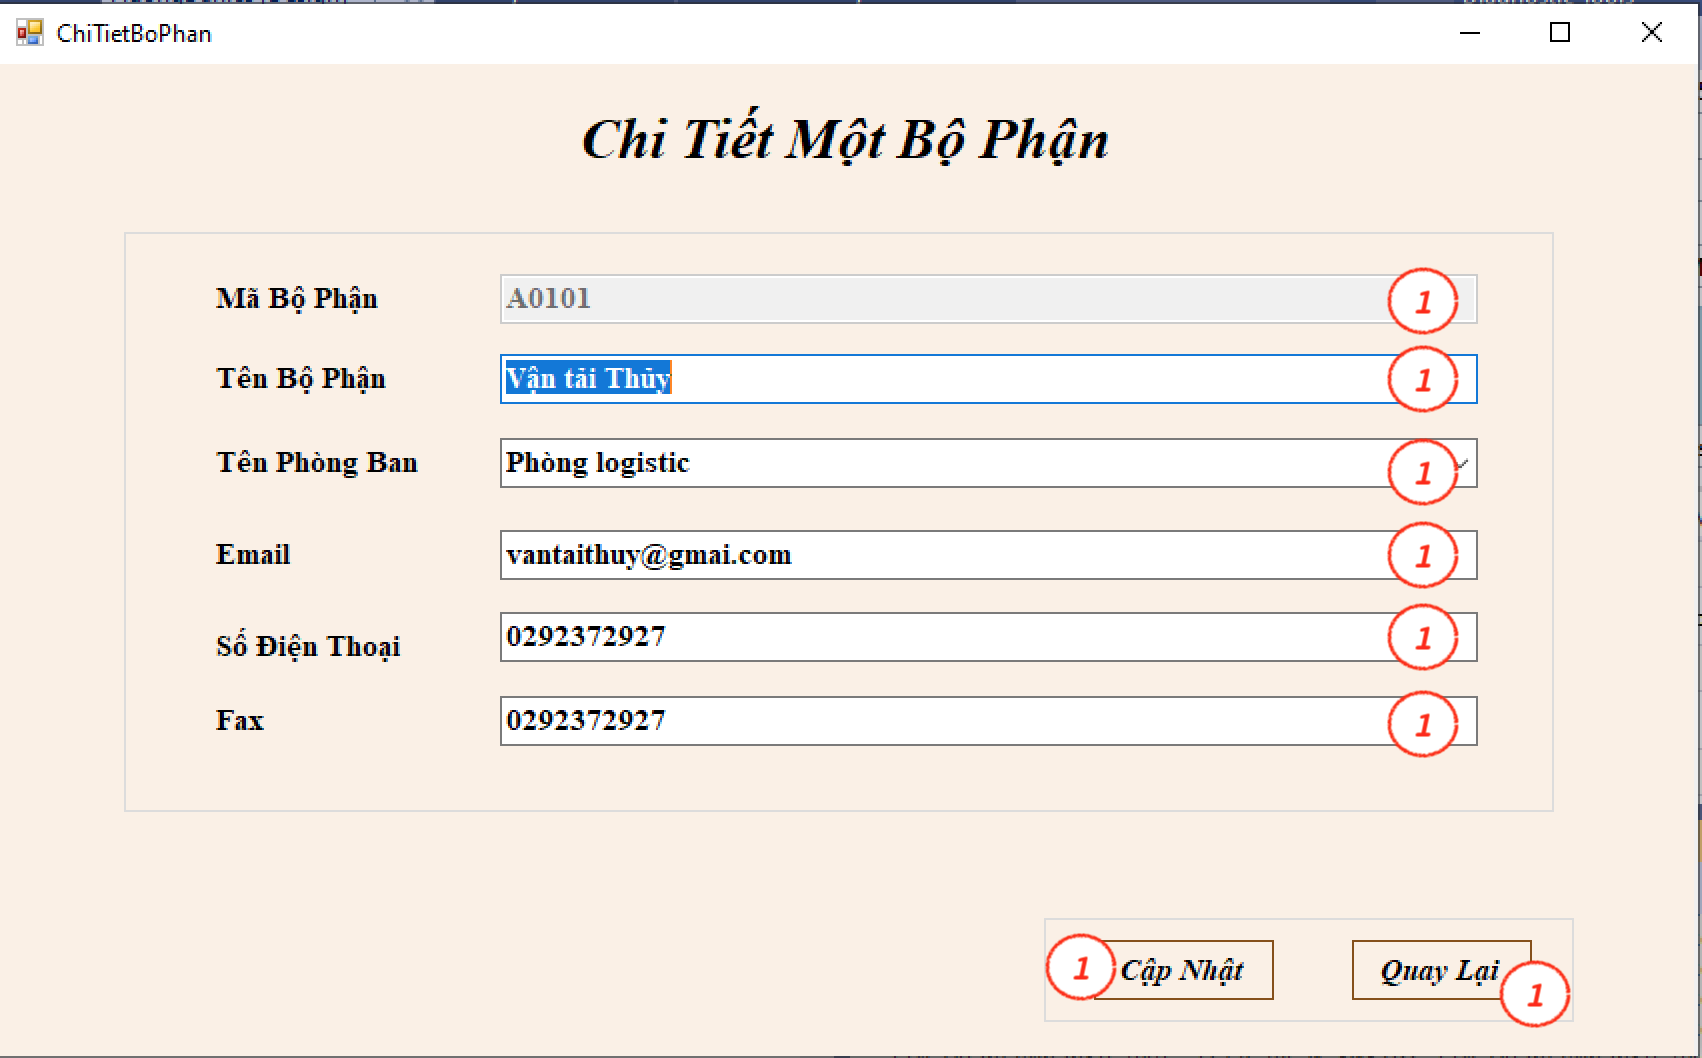 ChiTietBoPhan
Chi Tiết Một Bộ Phận
Mã Bộ Phận A0101 1
Tên Bộ Phận Vận tải Thủy 1
Tên Phòng Ban Phòng logistic 1
Email vantaithuy@gmai.com 1
Số Điện Thoại 0292372927 1
Fax 0292372927 1
1 Cập Nhật Quay Lại 1